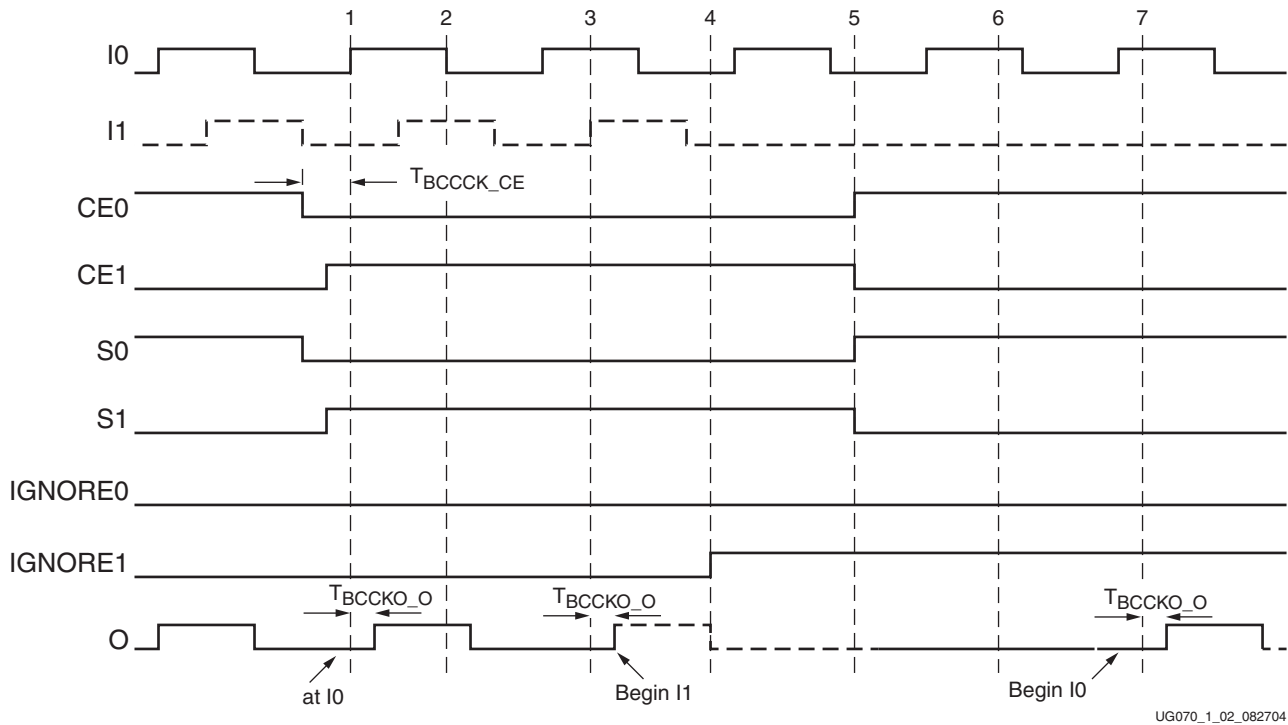 1 2 3 4 5 6 7
I0
I1
TBCCCK_CE
CE0
CE1
S0
S1
IGNORE0
IGNORE1
TBCCKO_O TBCCKO_O TBCCKO_O
O
at I0 Begin I1 Begin I0
UG070_1_02_082704